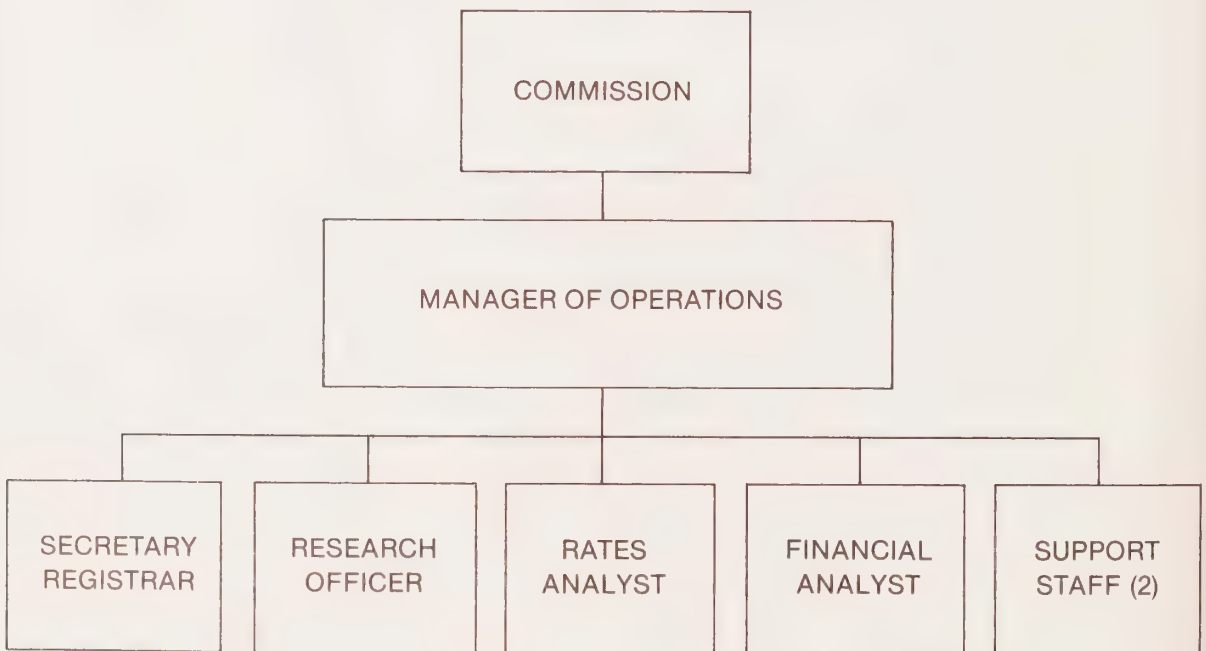 COMMISSION
MANAGER OF OPERATIONS
SECRETARY
REGISTRAR
RESEARCH
OFFICER
RATES
ANALYST
FINANCIAL
ANALYST
SUPPORT
STAFF (2)